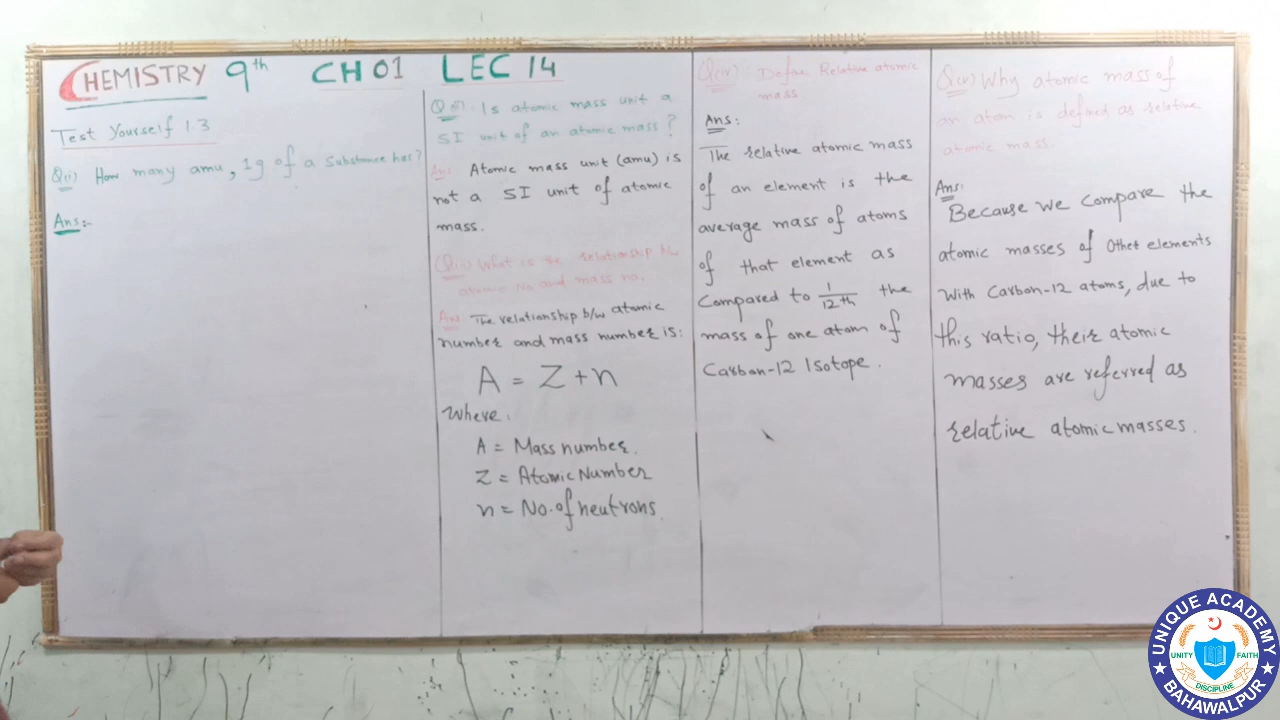 CHEMISTRY 9th CH 01 LEC 14
Test Yourself 1.3
Q(i) How many amu, 1g of a Substance has?
Ans:-
Q(ii) Is atomic mass unit a
SI unit of an atomic mass?
Ans: Atomic mass unit (amu) is
not a SI unit of atomic
mass.
Q(iii) What is the relationship b/w
atomic No and mass no.
Ans: The relationship b/w atomic
number and mass number is:
A = Z + n
Where:
A = Mass number.
Z = Atomic Number
n = No. of neutrons
Q(iv): Define Relative atomic
mass
Ans:
The relative atomic mass
of an element is the
average mass of atoms
of that element as
Compared to 1/12th the
mass of one atom of
Carbon-12 Isotope.
Q(v) Why atomic mass of
an atom is defined as relative
atomic mass.
Ans:
Because we compare the
atomic masses of Other elements
With Carbon-12 atoms, due to
this ratio, their atomic
masses are referred as
relative atomic masses.
UNIQUE ACADEMY
UNITY FAITH
DISCIPLINE
BAHAWALPUR